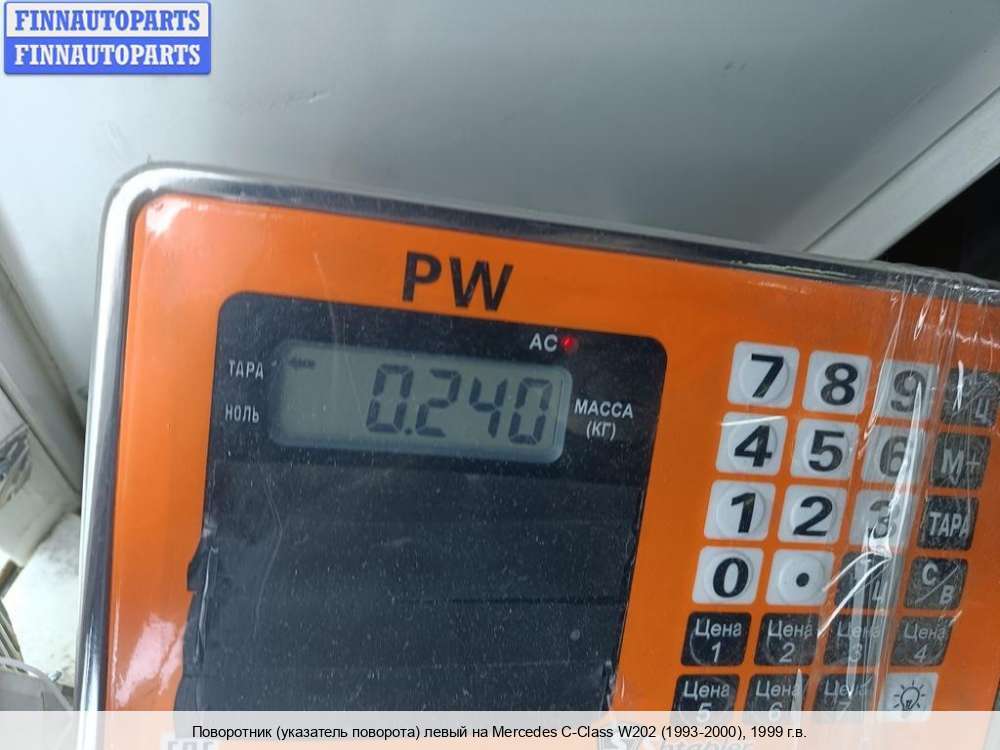 FINNAUTOPARTS
FINNAUTOPARTS
PW
AC
ТАРА
НОЛЬ
0.240
МАССА
(КГ)
7 8 9
4 5 6 M+
1 2 3 ТАРА
0 . C/B
Цена 1 Цена 2 Цена 3 Цена 4
Цена 5 Цена 6 Цена 7
Поворотник (указатель поворота) левый на Mercedes C-Class W202 (1993-2000), 1999 г.в.